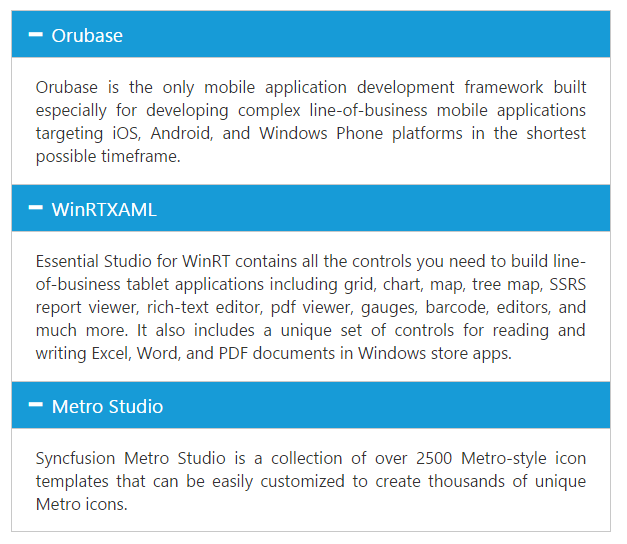 Orubase
Orubase is the only mobile application development framework built
especially for developing complex line-of-business mobile applications
targeting iOS, Android, and Windows Phone platforms in the shortest
possible timeframe.
WinRTXAML
Essential Studio for WinRT contains all the controls you need to build line-
of-business tablet applications including grid, chart, map, tree map, SSRS
report viewer, rich-text editor, pdf viewer, gauges, barcode, editors, and
much more. It also includes a unique set of controls for reading and
writing Excel, Word, and PDF documents in Windows store apps.
Metro Studio
Syncfusion Metro Studio is a collection of over 2500 Metro-style icon
templates that can be easily customized to create thousands of unique
Metro icons.